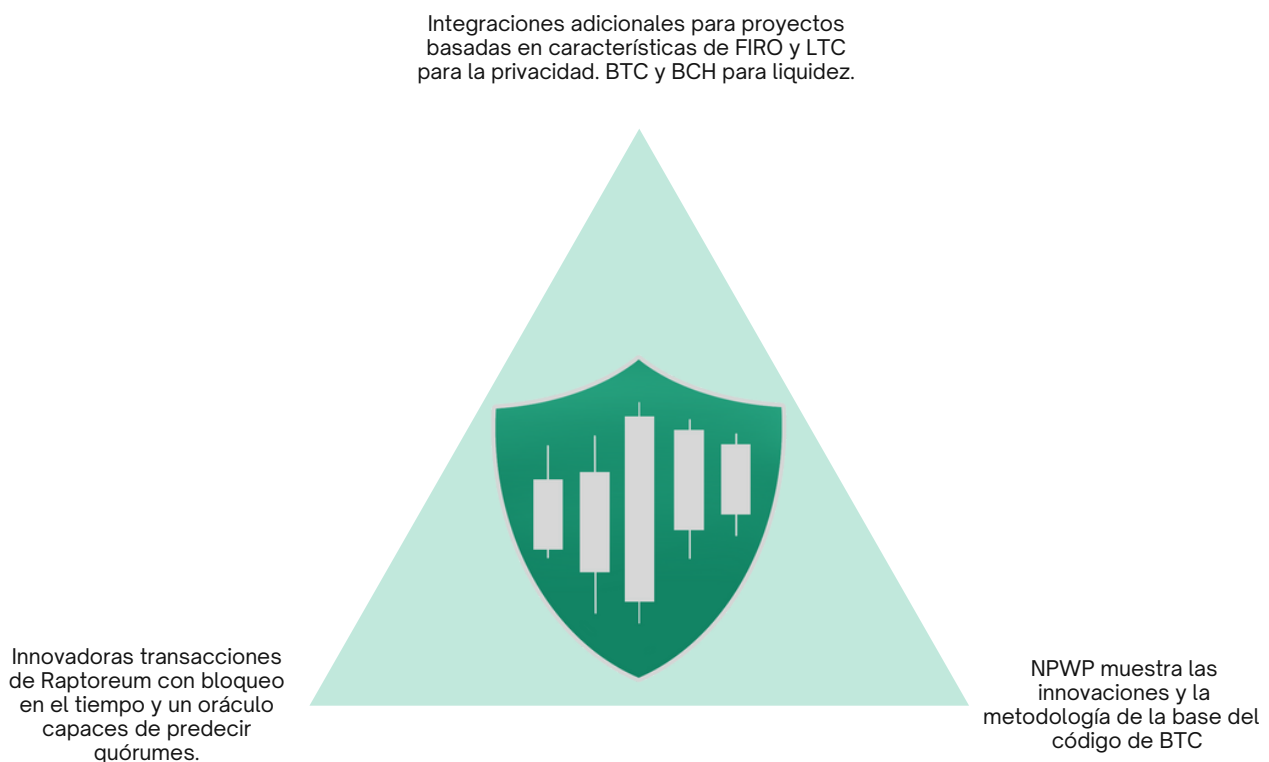 Integraciones adicionales para proyectos
basadas en características de FIRO y LTC
para la privacidad. BTC y BCH para liquidez.
Innovadoras transacciones
de Raptoreum con bloqueo
en el tiempo y un oráculo
capaces de predecir
quórumes.
NPWP muestra las
innovaciones y la
metodología de la base del
código de BTC